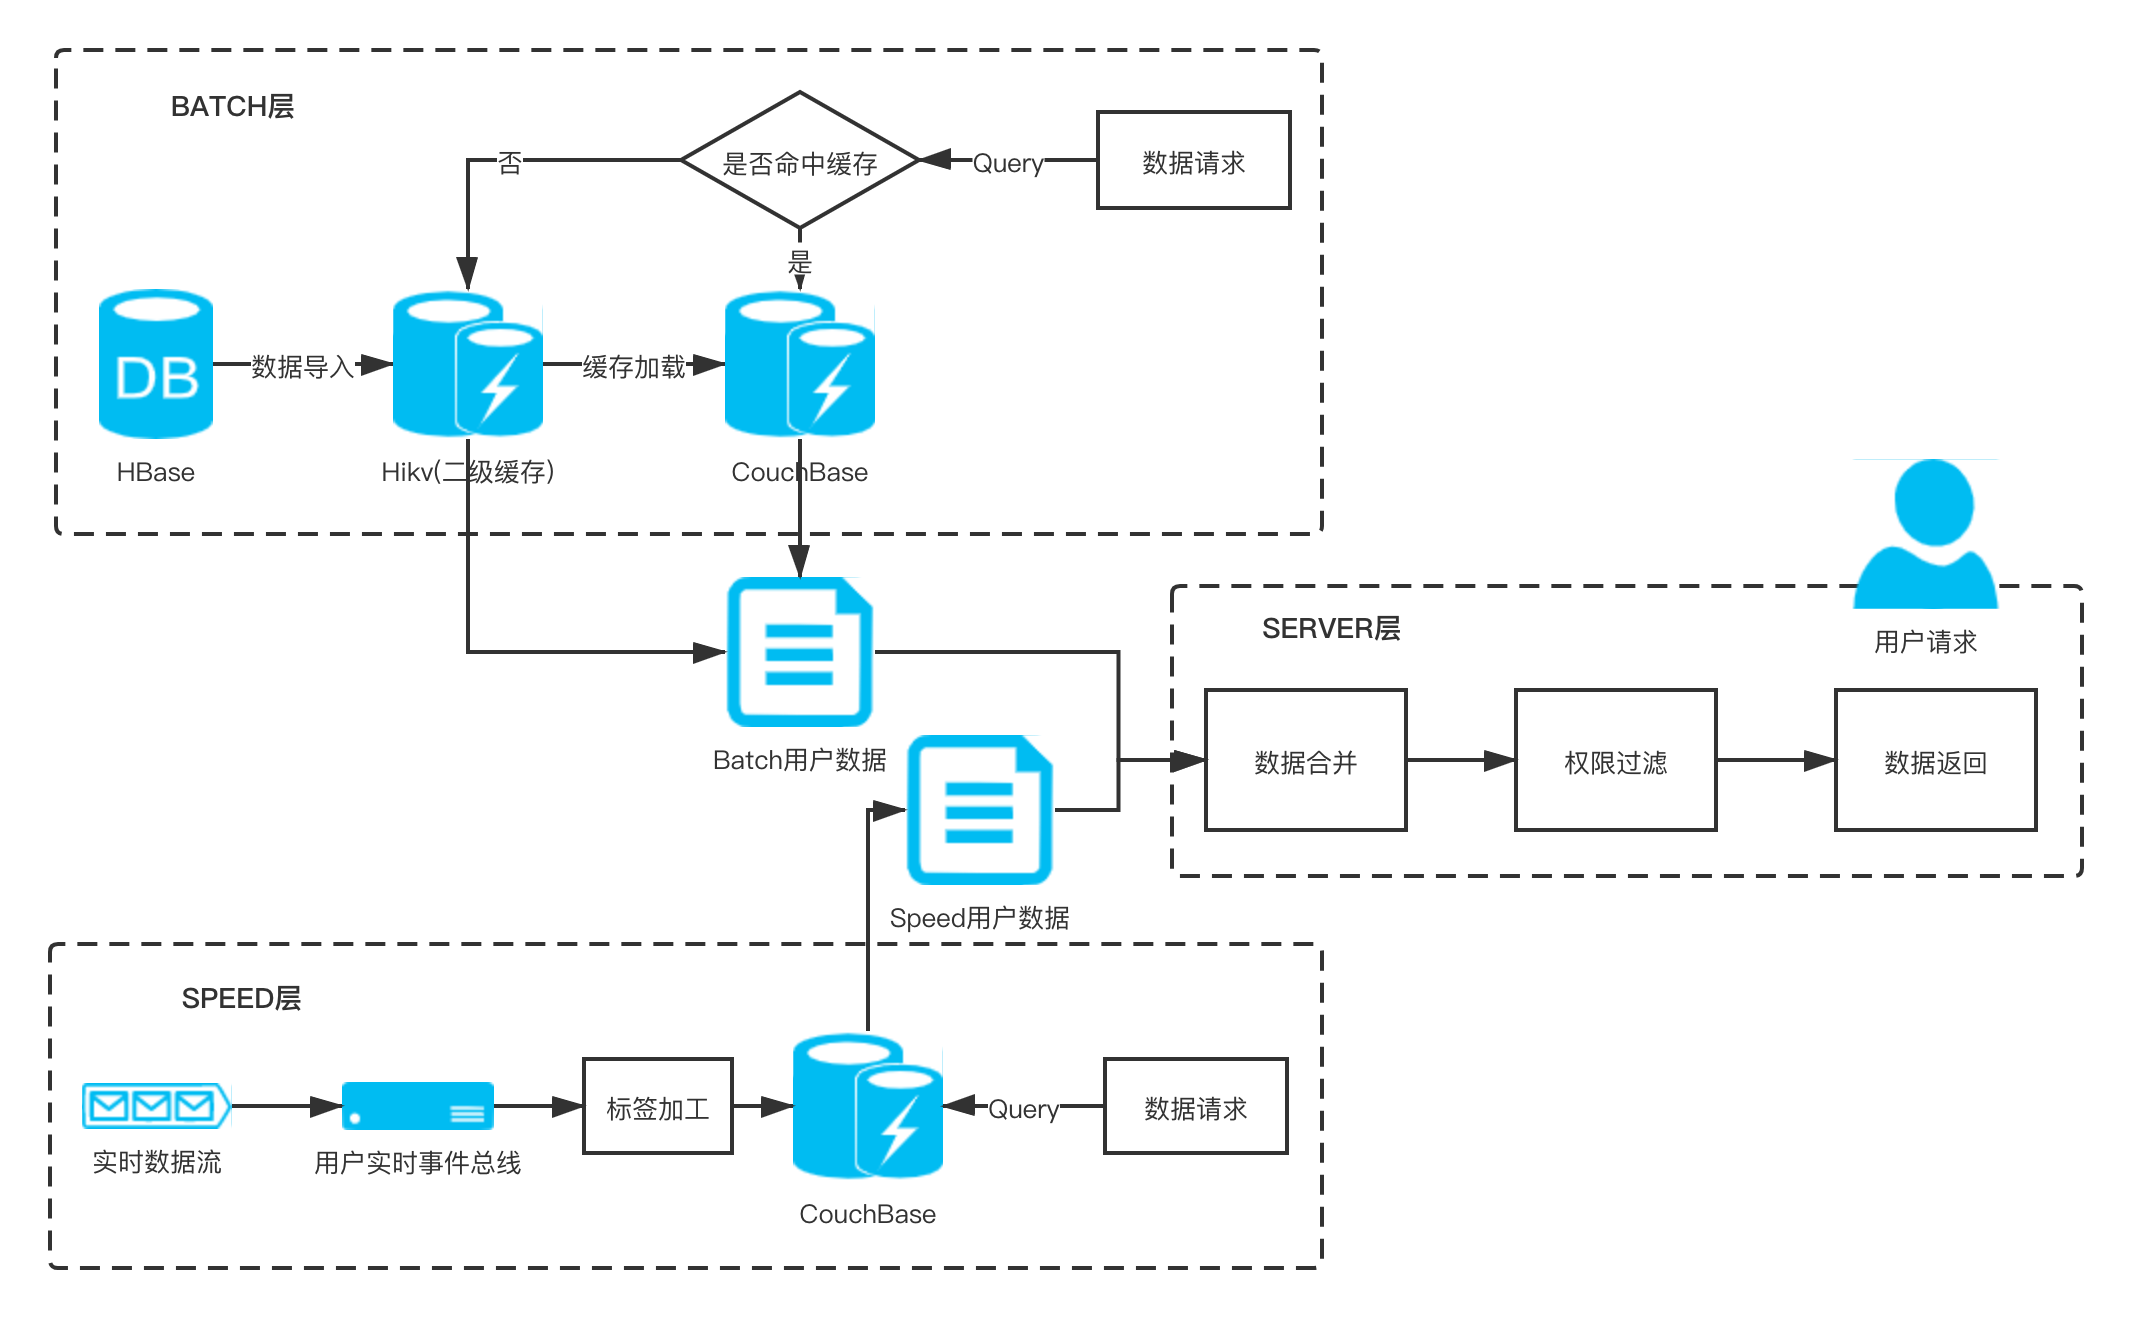 BATCH层
是否命中缓存
Query
数据请求
否
是
DB
数据导入
缓存加载
HBase
Hikv(二级缓存)
CouchBase
SERVER层
用户请求
Batch用户数据
数据合并
权限过滤
数据返回
Speed用户数据
SPEED层
标签加工
Query
数据请求
实时数据流
用户实时事件总线
CouchBase